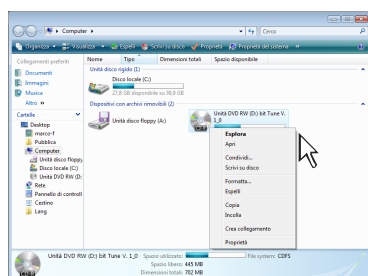 Computer
Cerca
Organizza Visualizza Espelli Scrivi su disco Proprietà Proprietà del sistema »
Collegamenti preferiti
Documenti
Immagini
Musica
Altro »
Cartelle
Desktop
marco-f
Pubblica
Computer
Unità disco floppy
Disco locale (C:)
Unità DVD RW (D:
Rete
Pannello di controll
Cestino
Lang
Nome Tipo Dimensioni totali Spazio disponibile
Unità disco rigido (1)
Disco locale (C:)
27,8 GB disponibile su 39,9 GB
Dispositivi con archivi rimovibili (2)
Unità disco floppy (A:)
Unità DVD RW (D:) bit Tune V.
1_0
Esplora
Apri
Condividi...
Scrivi su disco
Formatta...
Espelli
Copia
Incolla
Crea collegamento
Proprietà
Unità DVD RW (D:) bit Tune V. 1_0 Spazio utilizzato: File system: CDFS
Spazio libero: 445 MB
Dimensioni totali: 702 MB